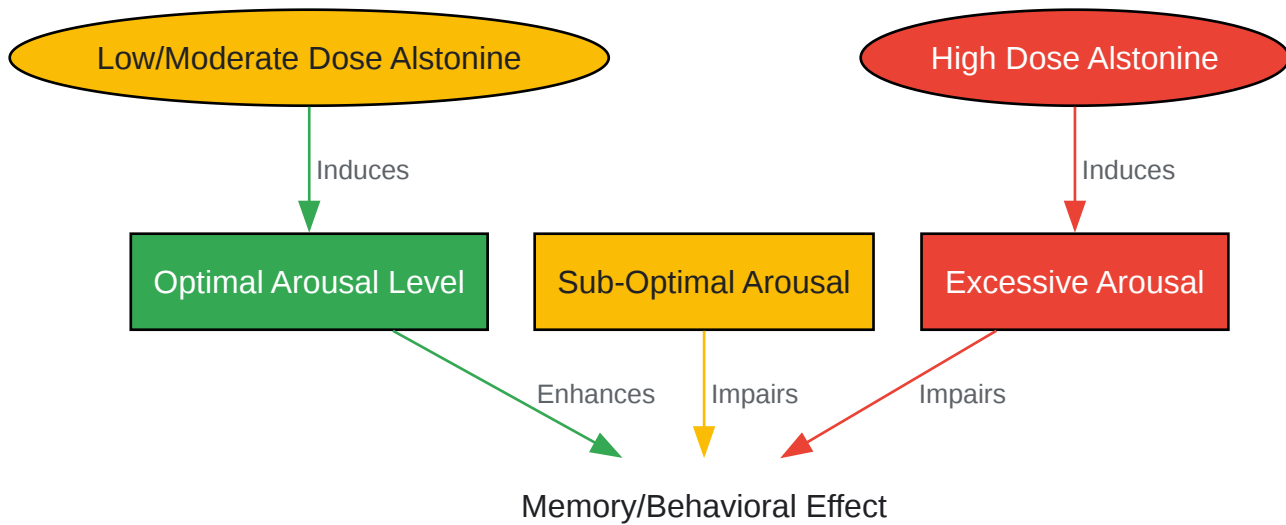 Low/Moderate Dose Alstonine
High Dose Alstonine
Induces
Induces
Optimal Arousal Level
Sub-Optimal Arousal
Excessive Arousal
Enhances
Impairs
Impairs
Memory/Behavioral Effect